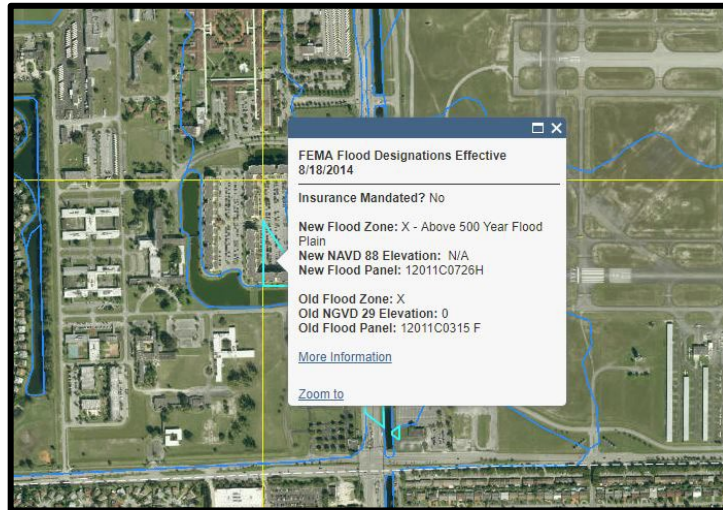 FEMA Flood Designations Effective
8/18/2014
Insurance Mandated? No
New Flood Zone: X - Above 500 Year Flood
Plain
New NAVD 88 Elevation: N/A
New Flood Panel: 12011C0726H
Old Flood Zone: X
Old NGVD 29 Elevation: 0
Old Flood Panel: 12011C0315 F
More Information
Zoom to